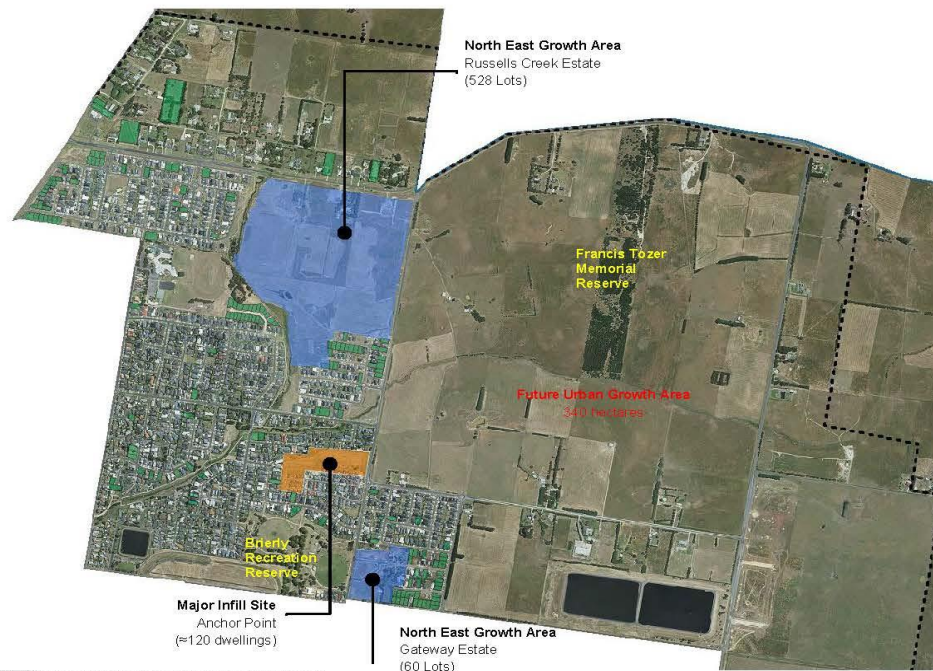 North East Growth Area
Russells Creek Estate
(528 Lots)
Francis Tozer
Memorial
Reserve
Future Urban Growth Area
340 hectares
Brierly
Recreation
Reserve
Major Infill Site
Anchor Point
(≈120 dwellings)
North East Growth Area
Gateway Estate
(60 Lots)